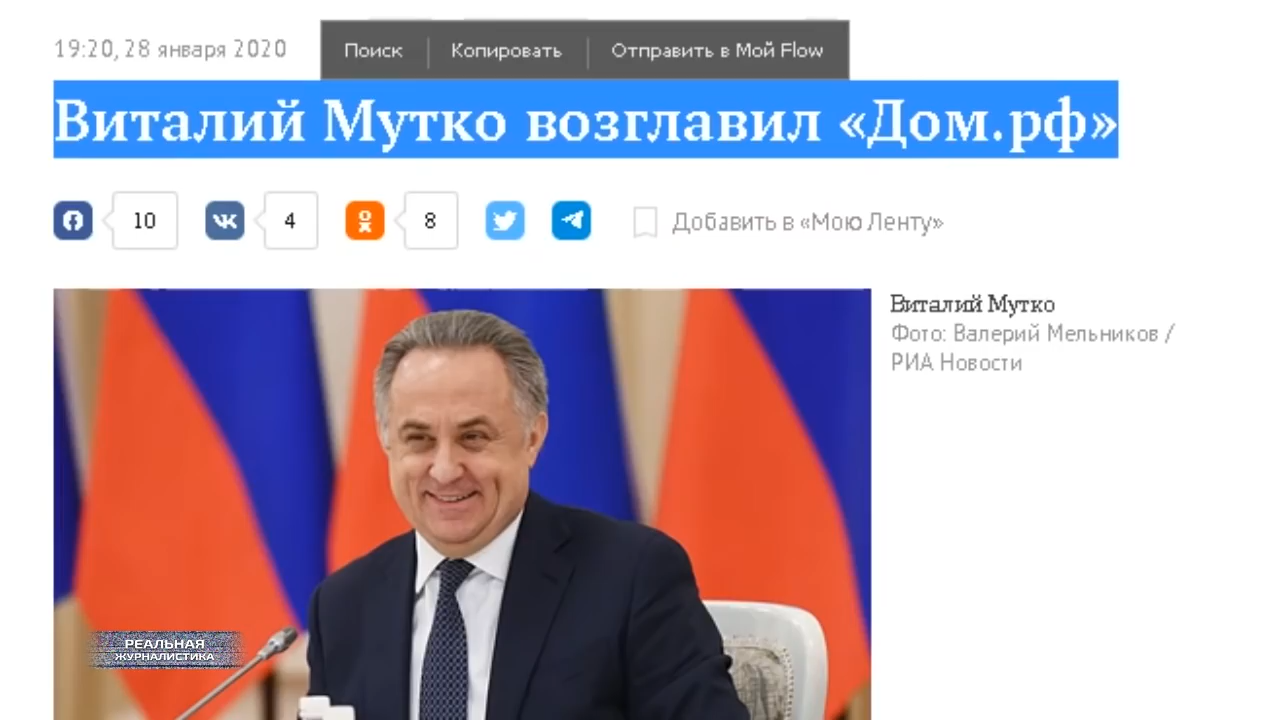 19:20, 28 января 2020
Поиск Копировать Отправить в Мой Flow
Виталий Мутко возглавил «Дом.рф»
10 4 8 Добавить в «Мою Ленту»
Виталий Мутко
Фото: Валерий Мельников /
РИА Новости
РЕАЛЬНАЯ
ЖУРНАЛИСТИКА